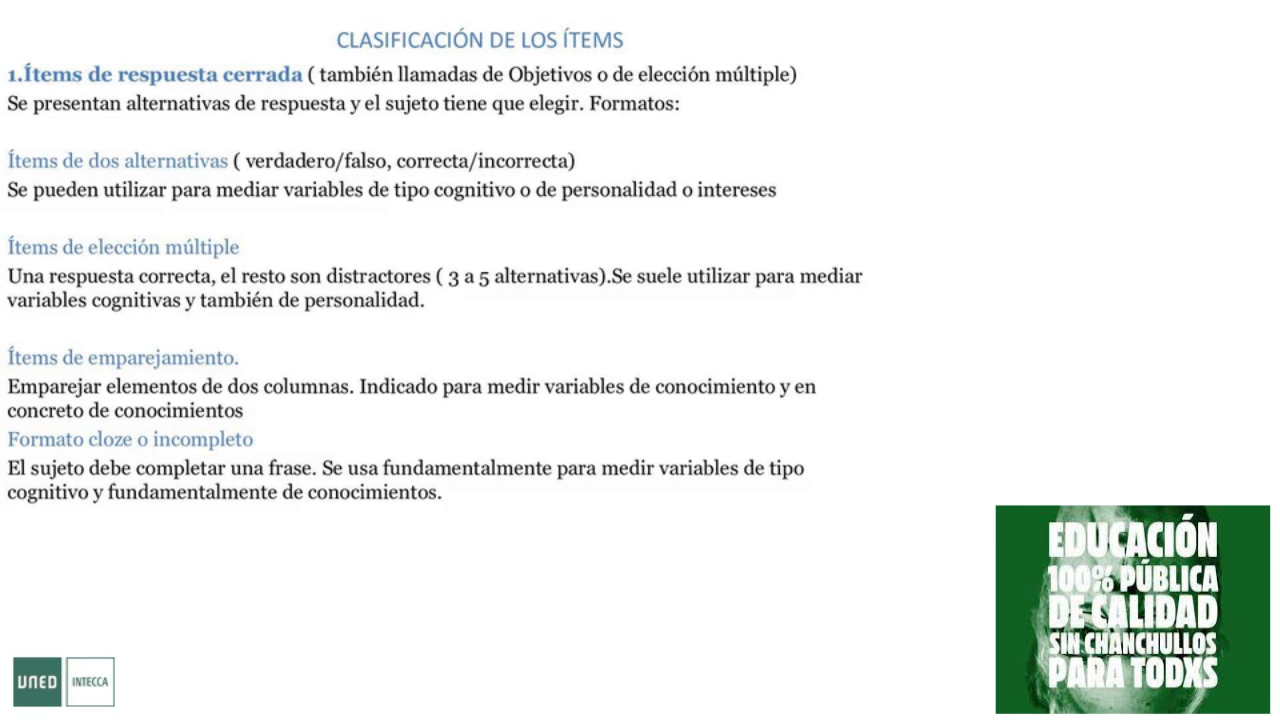 CLASIFICACIÓN DE LOS ÍTEMS
1.Ítems de respuesta cerrada ( también llamadas de Objetivos o de elección múltiple)
Se presentan alternativas de respuesta y el sujeto tiene que elegir. Formatos:
Ítems de dos alternativas ( verdadero/falso, correcta/incorrecta)
Se pueden utilizar para mediar variables de tipo cognitivo o de personalidad o intereses
Ítems de elección múltiple
Una respuesta correcta, el resto son distractores ( 3 a 5 alternativas).Se suele utilizar para mediar
variables cognitivas y también de personalidad.
Ítems de emparejamiento.
Emparejar elementos de dos columnas. Indicado para medir variables de conocimiento y en
concreto de conocimientos
Formato cloze o incompleto
El sujeto debe completar una frase. Se usa fundamentalmente para medir variables de tipo
cognitivo y fundamentalmente de conocimientos.
EDUCACIÓN
100% PÚBLICA
DE CALIDAD
SIN CHANCHULLOS
PARA TODXS
UNED INTECCA